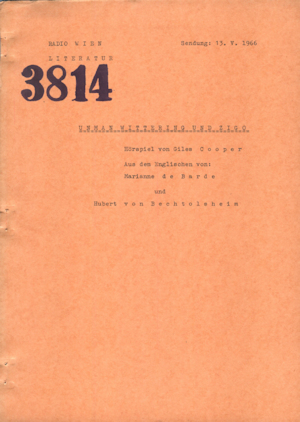 RADIO WIEN Sendung: 13. V. 1966
LITERATUR
3814
UNMAN WITTERING UND ZIGO
Hörspiel von Giles Cooper
Aus dem Englischen von:
Marianne de Barde
und
Hubert von Bechtolsheim